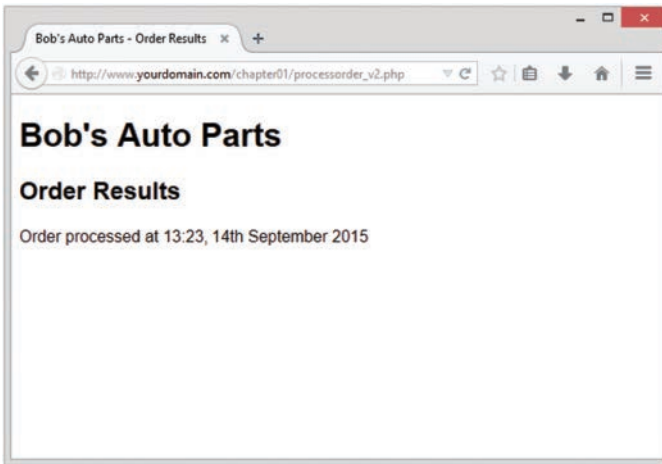 Bob's Auto Parts - Order Results
http://www.yourdomain.com/chapter01/processorder_v2.php
Bob's Auto Parts
Order Results
Order processed at 13:23, 14th September 2015